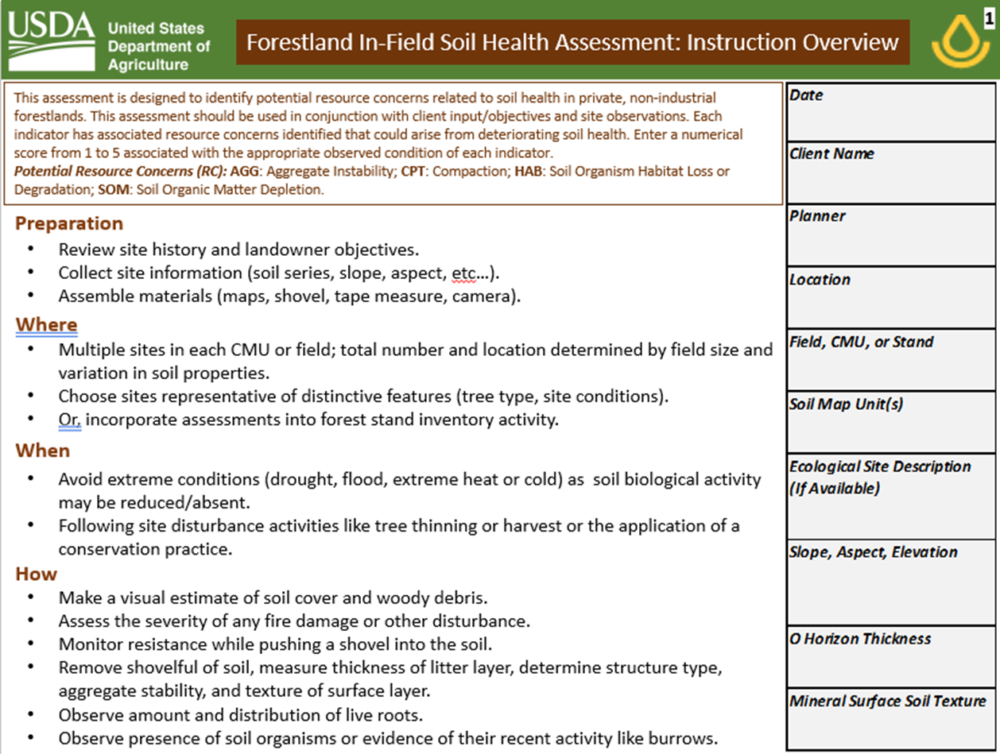 USDA
United States
Department of
Agriculture
Forestland In-Field Soil Health Assessment: Instruction Overview
1
This assessment is designed to identify potential resource concerns related to soil health in private, non-industrial
forestlands. This assessment should be used in conjunction with client input/objectives and site observations. Each
indicator has associated resource concerns identified that could arise from deteriorating soil health. Enter a numerical
score from 1 to 5 associated with the appropriate observed condition of each indicator.
Potential Resource Concerns (RC): AGG: Aggregate Instability; CPT: Compaction; HAB: Soil Organism Habitat Loss or
Degradation; SOM: Soil Organic Matter Depletion.
Preparation
• Review site history and landowner objectives.
• Collect site information (soil series, slope, aspect, etc…).
• Assemble materials (maps, shovel, tape measure, camera).
Where
• Multiple sites in each CMU or field; total number and location determined by field size and
variation in soil properties.
• Choose sites representative of distinctive features (tree type, site conditions).
• Or, incorporate assessments into forest stand inventory activity.
When
• Avoid extreme conditions (drought, flood, extreme heat or cold) as  soil biological activity
may be reduced/absent.
• Following site disturbance activities like tree thinning or harvest or the application of a
conservation practice.
How
• Make a visual estimate of soil cover and woody debris.
• Assess the severity of any fire damage or other disturbance.
• Monitor resistance while pushing a shovel into the soil.
• Remove shovelful of soil, measure thickness of litter layer, determine structure type,
aggregate stability, and texture of surface layer.
• Observe amount and distribution of live roots.
• Observe presence of soil organisms or evidence of their recent activity like burrows.
Date
Client Name
Planner
Location
Field, CMU, or Stand
Soil Map Unit(s)
Ecological Site Description
(If Available)
Slope, Aspect, Elevation
O Horizon Thickness
Mineral Surface Soil Texture